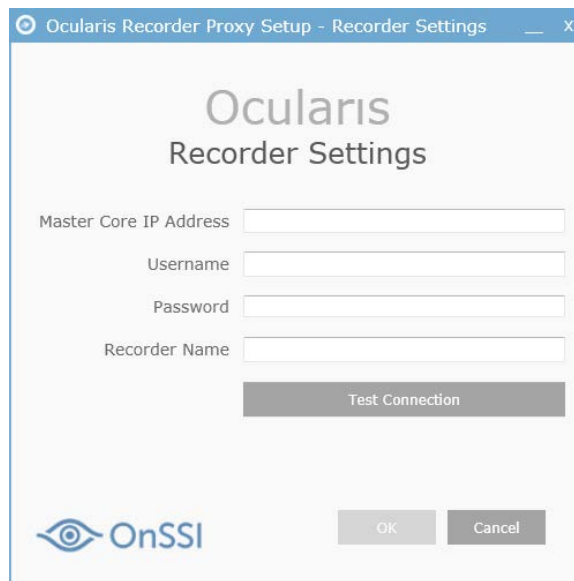 Ocularis Recorder Proxy Setup - Recorder Settings __ X
Ocularis
Recorder Settings
Master Core IP Address
Username
Password
Recorder Name
Test Connection
OnSSI
OK Cancel